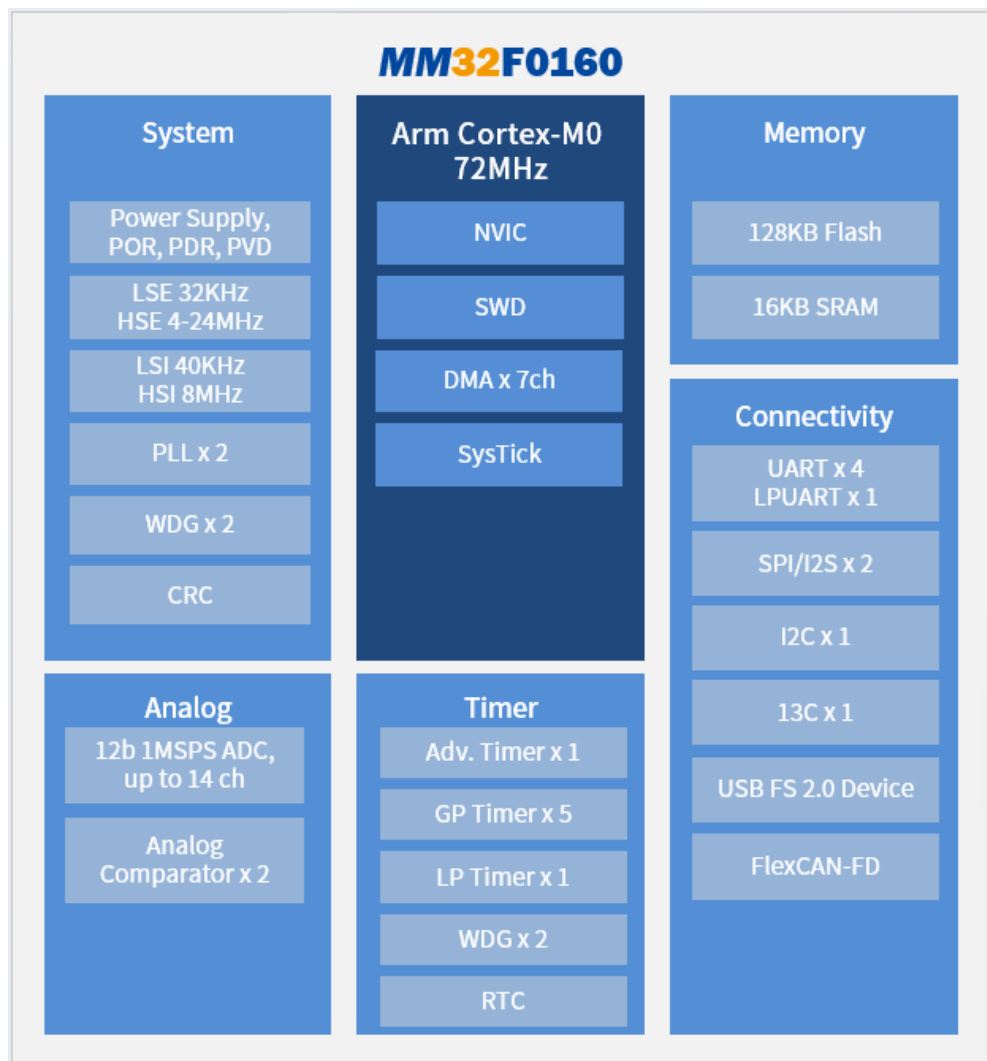 MM32F0160
System
Power Supply,
POR, PDR, PVD
LSE 32KHz
HSE 4-24MHz
LSI 40KHz
HSI 8MHz
PLL x 2
WDG x 2
CRC
Arm Cortex-M0
72MHz
NVIC
SWD
DMA x 7ch
SysTick
Memory
128KB Flash
16KB SRAM
Connectivity
UART x 4
LPUART x 1
SPI/I2S x 2
I2C x 1
13C x 1
USB FS 2.0 Device
FlexCAN-FD
Analog
12b 1MSPS ADC,
up to 14 ch
Analog
Comparator x 2
Timer
Adv. Timer x 1
GP Timer x 5
LP Timer x 1
WDG x 2
RTC